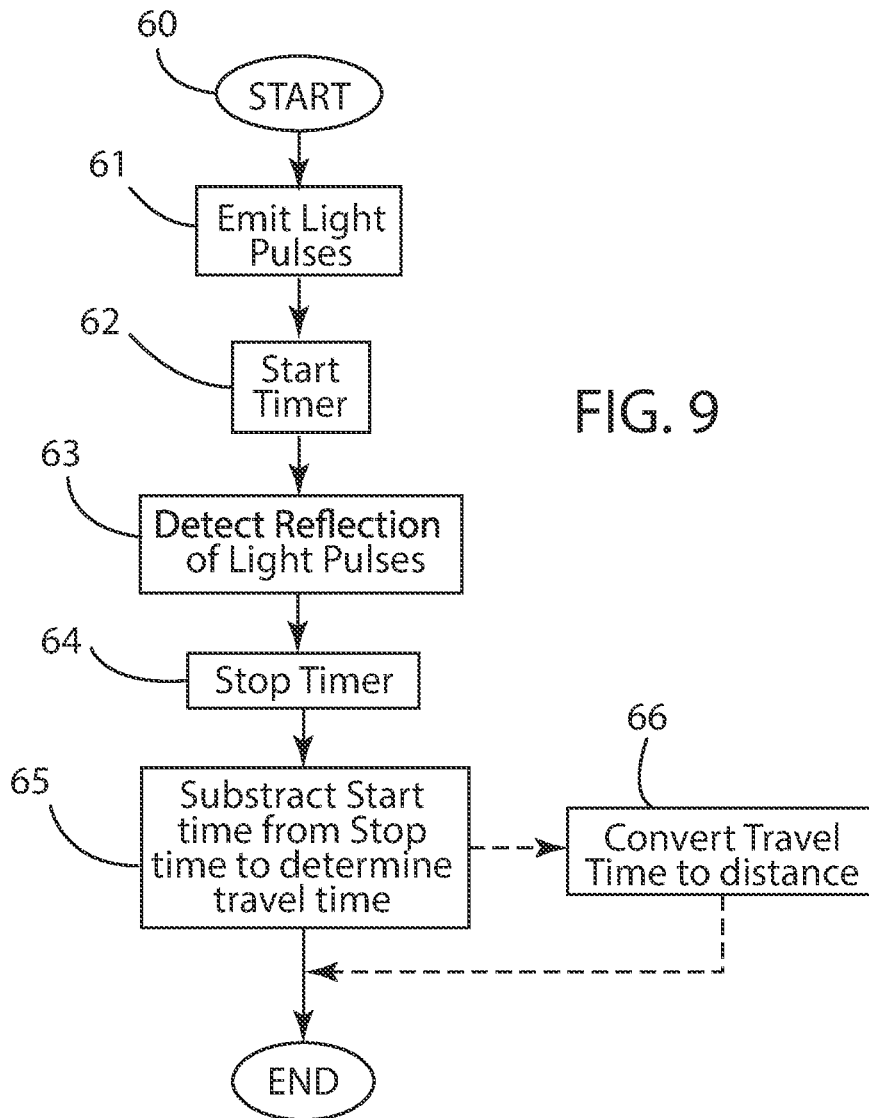 60
START
61
Emit Light
Pulses
62
Start
Timer
FIG. 9
63
Detect Reflection
of Light Pulses
64
Stop Timer
65
Substract Start
time from Stop
time to determine
travel time
66
Convert Travel
Time to distance
END